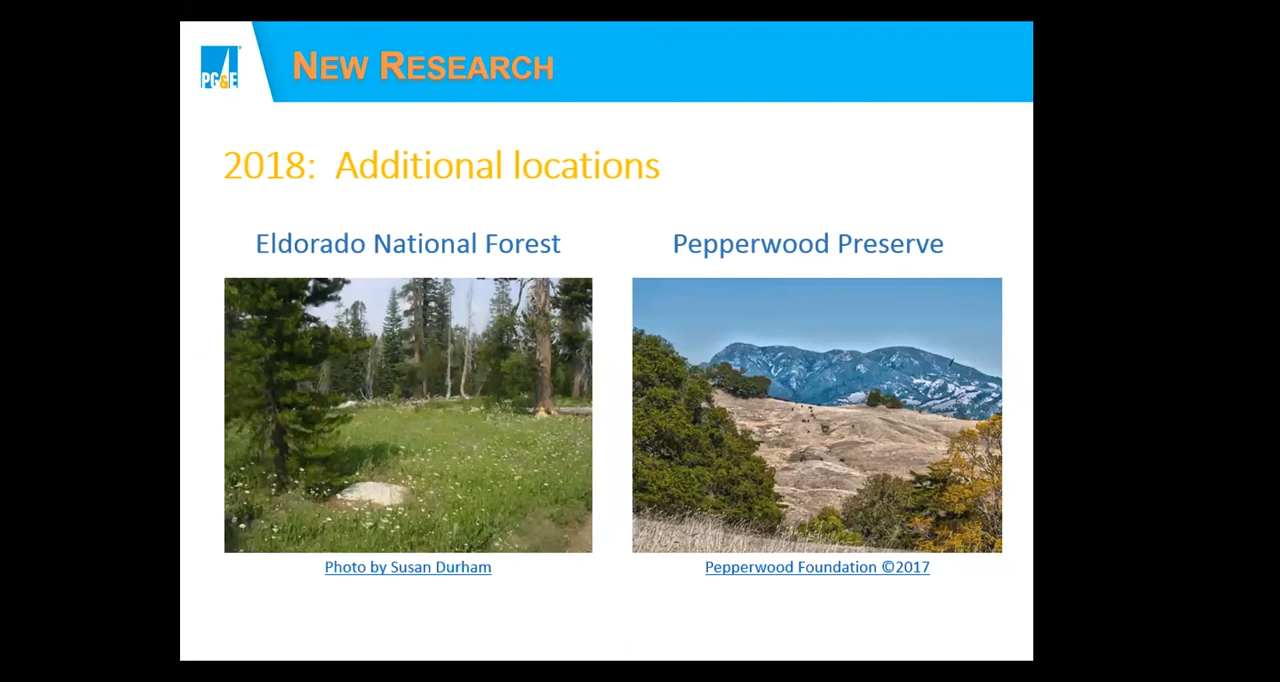 PG&E
NEW RESEARCH
2018: Additional locations
Eldorado National Forest
Pepperwood Preserve
Photo by Susan Durham
Pepperwood Foundation ©2017